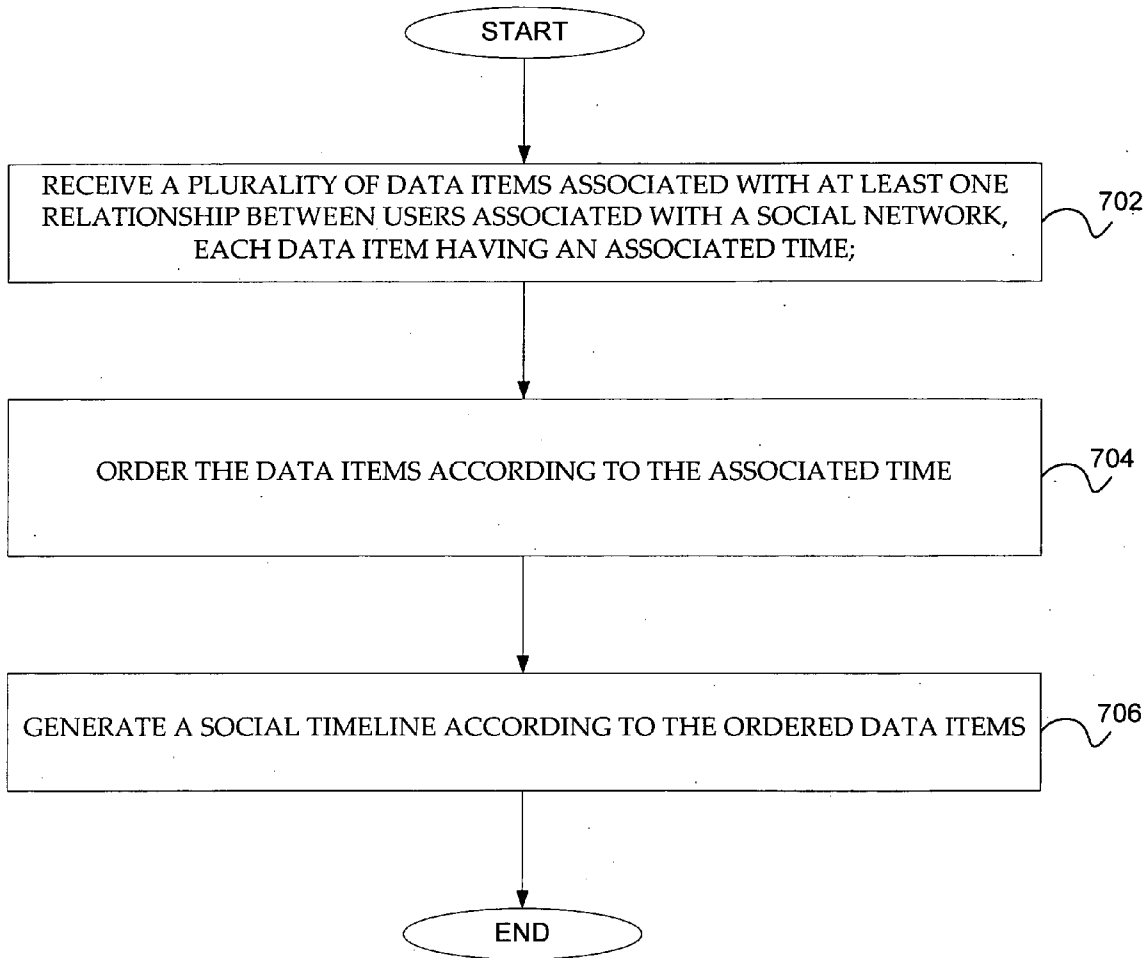 START
RECEIVE A PLURALITY OF DATA ITEMS ASSOCIATED WITH AT LEAST ONE
RELATIONSHIP BETWEEN USERS ASSOCIATED WITH A SOCIAL NETWORK,
EACH DATA ITEM HAVING AN ASSOCIATED TIME;
702
ORDER THE DATA ITEMS ACCORDING TO THE ASSOCIATED TIME
704
GENERATE A SOCIAL TIMELINE ACCORDING TO THE ORDERED DATA ITEMS
706
END